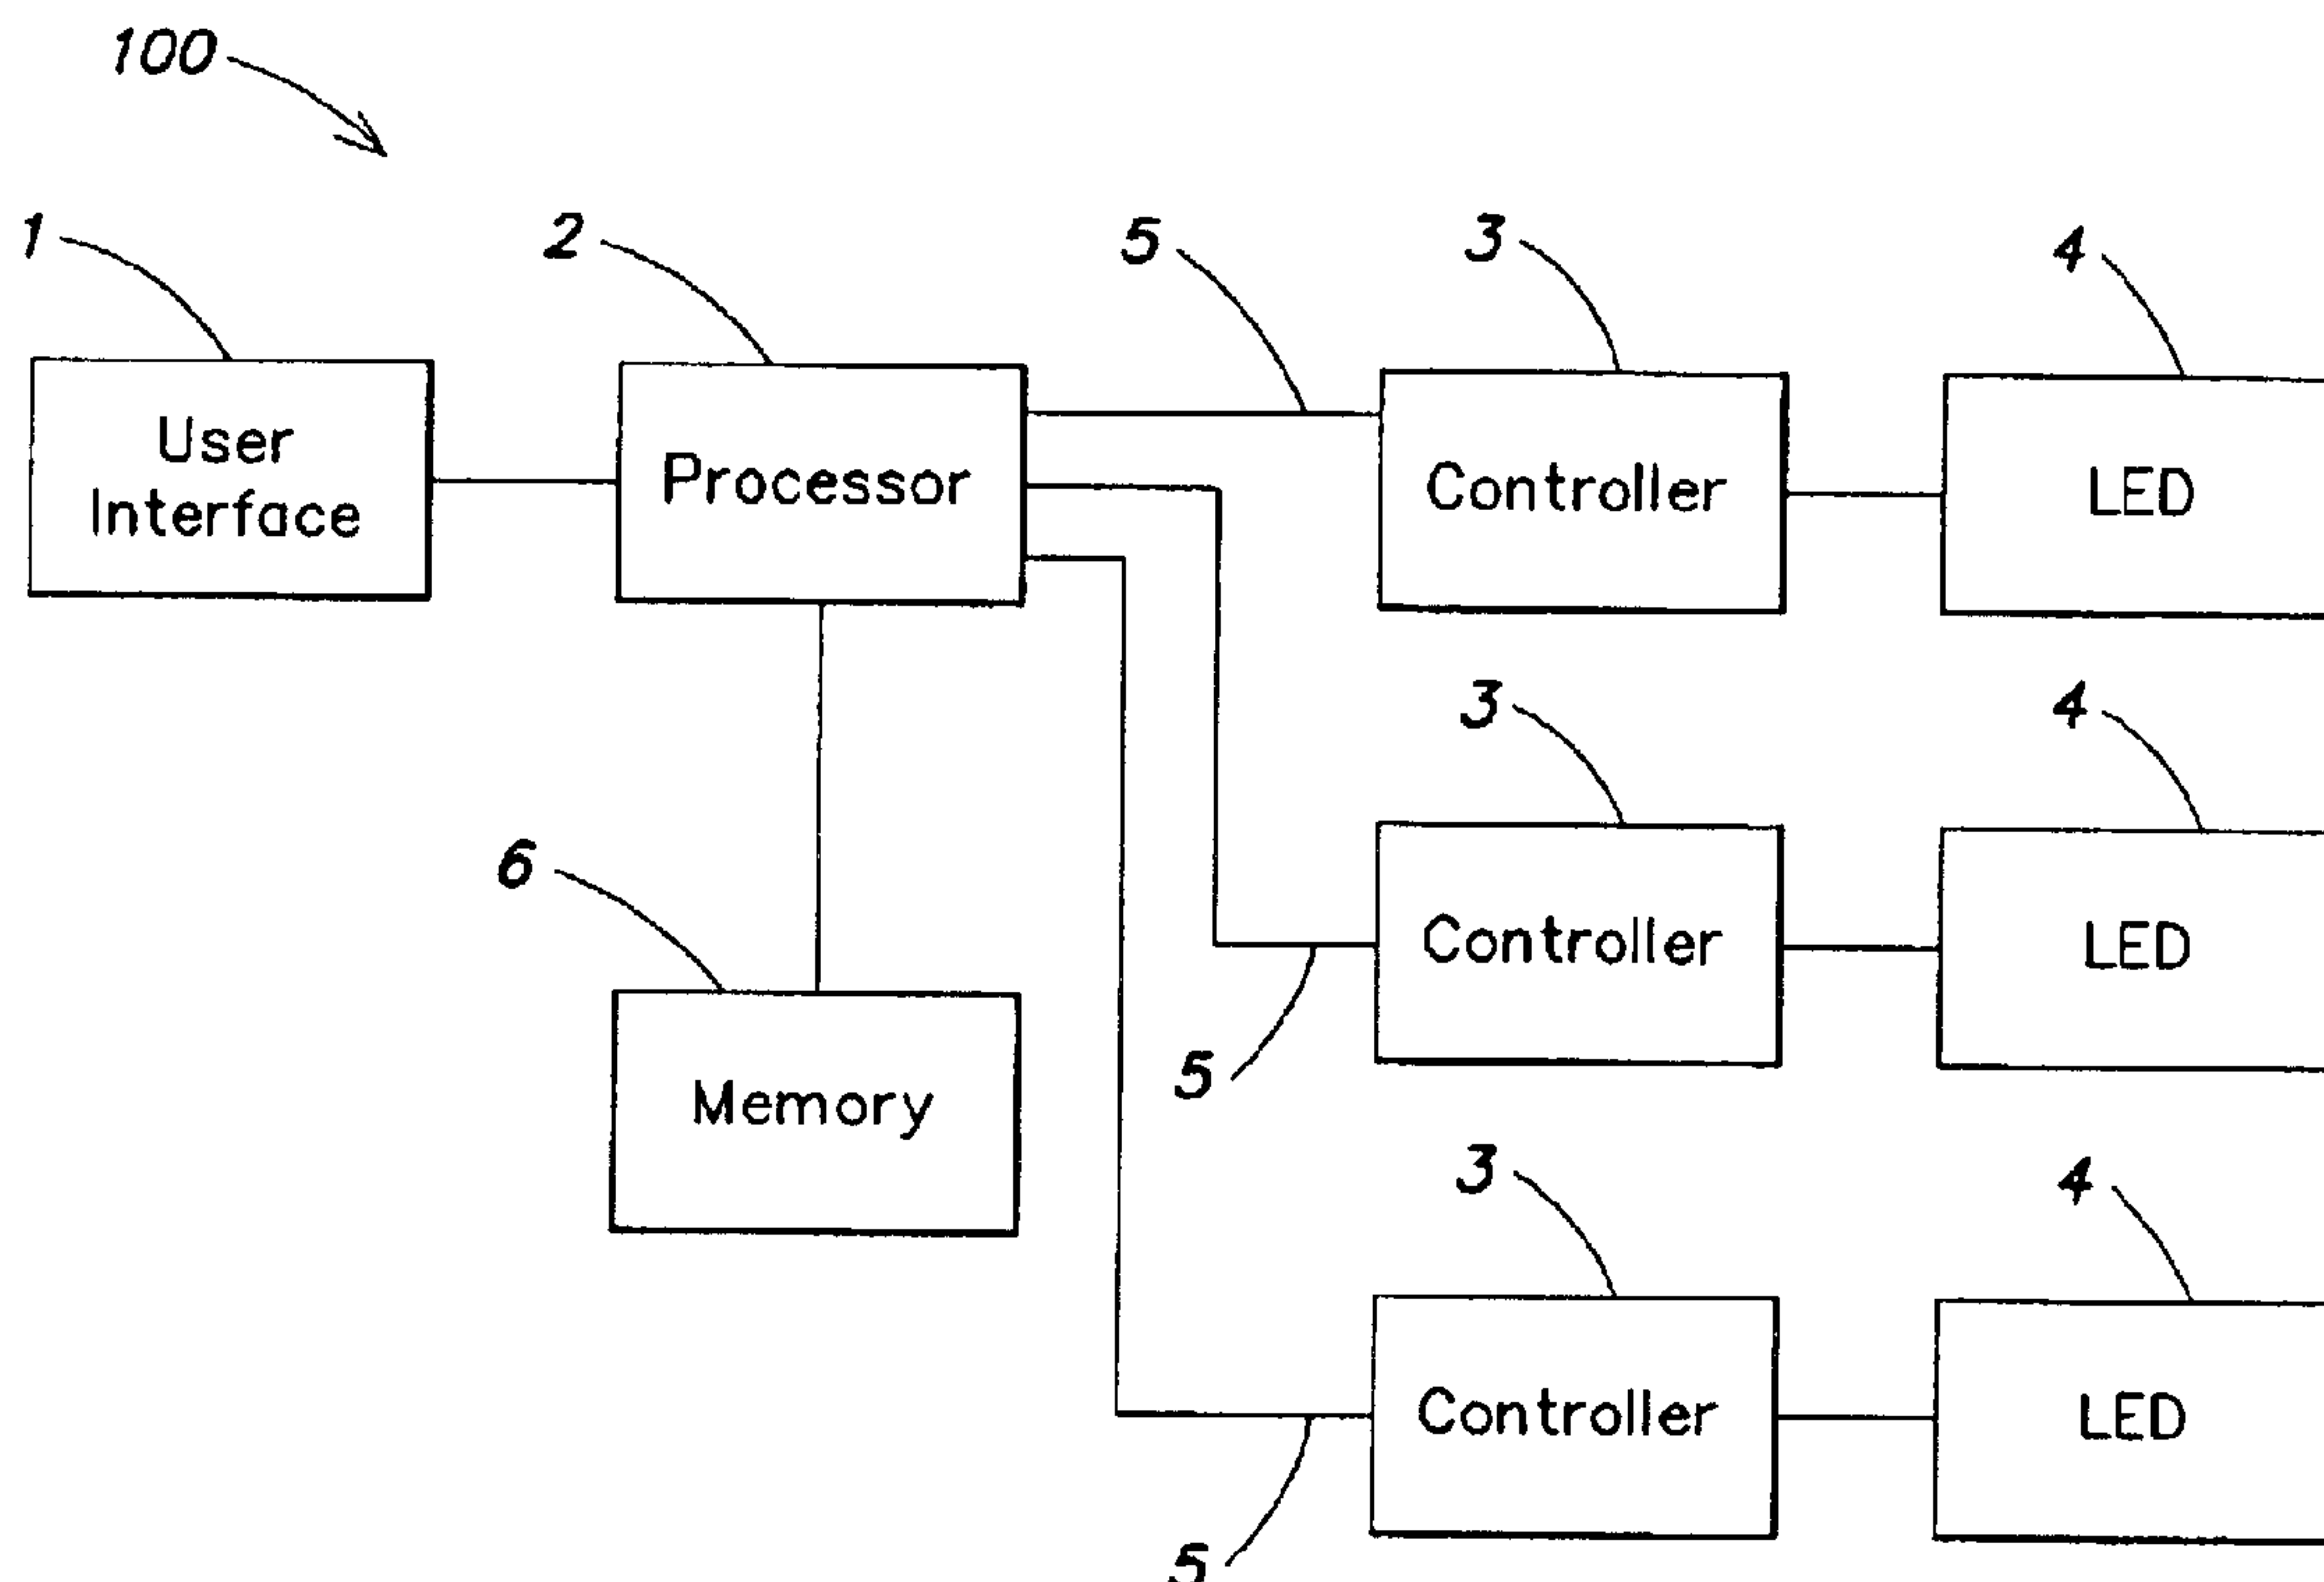 100
1
2
5
3
4
User
Interface
Processor
Controller
LED
3
4
6
Controller
LED
5
Memory
3
4
Controller
LED
5